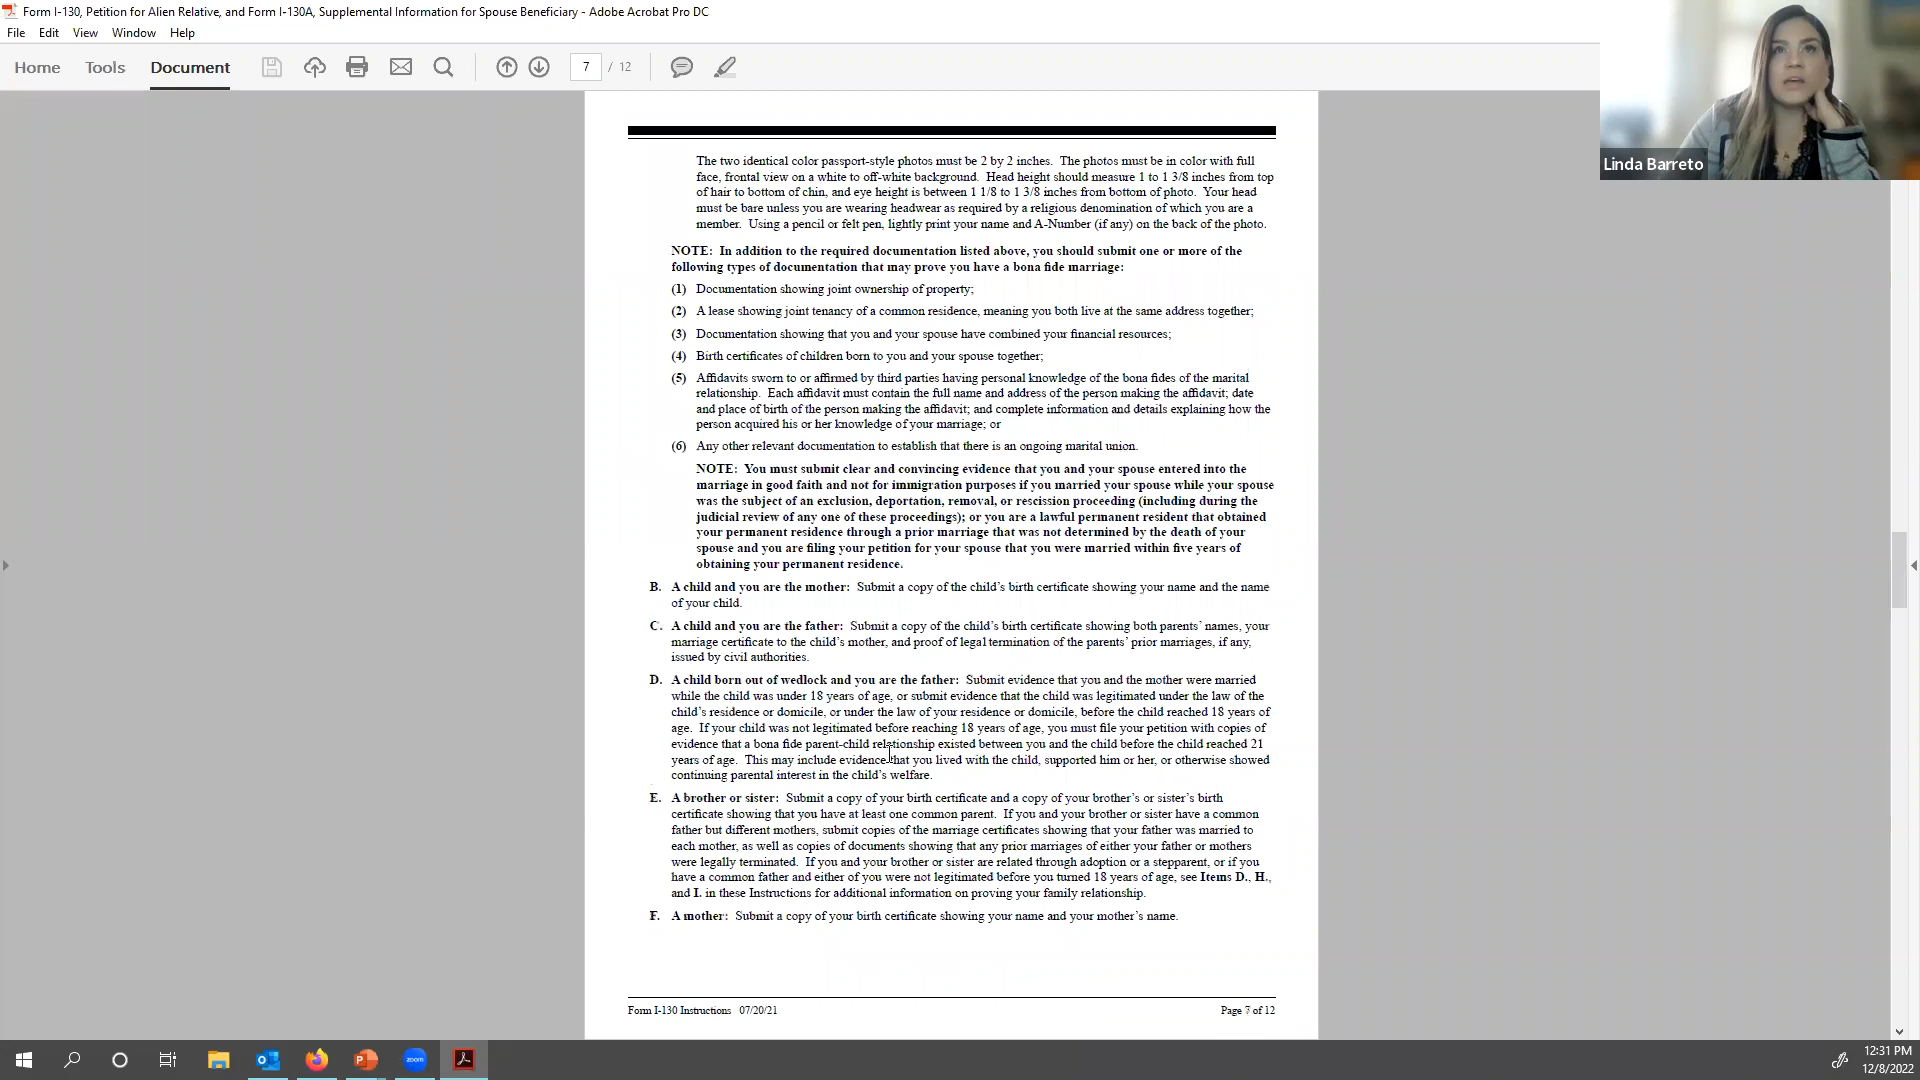 Form I-130, Petition for Alien Relative, and Form I-130A, Supplemental Information for Spouse Beneficiary - Adobe Acrobat Pro DC
File Edit View Window Help
Home Tools Document 7 / 12
Linda Barreto
The two identical color passport-style photos must be 2 by 2 inches. The photos must be in color with full
face, frontal view on a white to off-white background. Head height should measure 1 to 1 3/8 inches from top
of hair to bottom of chin, and eye height is between 1 1/8 to 1 3/8 inches from bottom of photo. Your head
must be bare unless you are wearing headwear as required by a religious denomination of which you are a
member. Using a pencil or felt pen, lightly print your name and A-Number (if any) on the back of the photo.
NOTE: In addition to the required documentation listed above, you should submit one or more of the
following types of documentation that may prove you have a bona fide marriage:
(1) Documentation showing joint ownership of property;
(2) A lease showing joint tenancy of a common residence, meaning you both live at the same address together;
(3) Documentation showing that you and your spouse have combined your financial resources;
(4) Birth certificates of children born to you and your spouse together;
(5) Affidavits sworn to or affirmed by third parties having personal knowledge of the bona fides of the marital
relationship. Each affidavit must contain the full name and address of the person making the affidavit; date
and place of birth of the person making the affidavit; and complete information and details explaining how the
person acquired his or her knowledge of your marriage; or
(6) Any other relevant documentation to establish that there is an ongoing marital union.
NOTE: You must submit clear and convincing evidence that you and your spouse entered into the
marriage in good faith and not for immigration purposes if you married your spouse while your spouse
was the subject of an exclusion, deportation, removal, or rescission proceeding (including during the
judicial review of any one of these proceedings); or you are a lawful permanent resident that obtained
your permanent residence through a prior marriage that was not determined by the death of your
spouse and you are filing your petition for your spouse that you were married within five years of
obtaining your permanent residence.
B. A child and you are the mother: Submit a copy of the child's birth certificate showing your name and the name
of your child.
C. A child and you are the father: Submit a copy of the child's birth certificate showing both parents' names, your
marriage certificate to the child's mother, and proof of legal termination of the parents' prior marriages, if any,
issued by civil authorities.
D. A child born out of wedlock and you are the father: Submit evidence that you and the mother were married
while the child was under 18 years of age, or submit evidence that the child was legitimated under the law of the
child's residence or domicile, or under the law of your residence or domicile, before the child reached 18 years of
age. If your child was not legitimated before reaching 18 years of age, you must file your petition with copies of
evidence that a bona fide parent-child relationship existed between you and the child before the child reached 21
years of age. This may include evidence that you lived with the child, supported him or her, or otherwise showed
continuing parental interest in the child's welfare.
E. A brother or sister: Submit a copy of your birth certificate and a copy of your brother's or sister's birth
certificate showing that you have at least one common parent. If you and your brother or sister have a common
father but different mothers, submit copies of the marriage certificates showing that your father was married to
each mother, as well as copies of documents showing that any prior marriages of either your father or mothers
were legally terminated. If you and your brother or sister are related through adoption or a stepparent, or if you
have a common father and either of you were not legitimated before you turned 18 years of age, see Items D., H.,
and I. in these Instructions for additional information on proving your family relationship.
F. A mother: Submit a copy of your birth certificate showing your name and your mother's name.
Form I-130 Instructions 07/20/21 Page 7 of 12
zoom
12:31 PM
12/8/2022